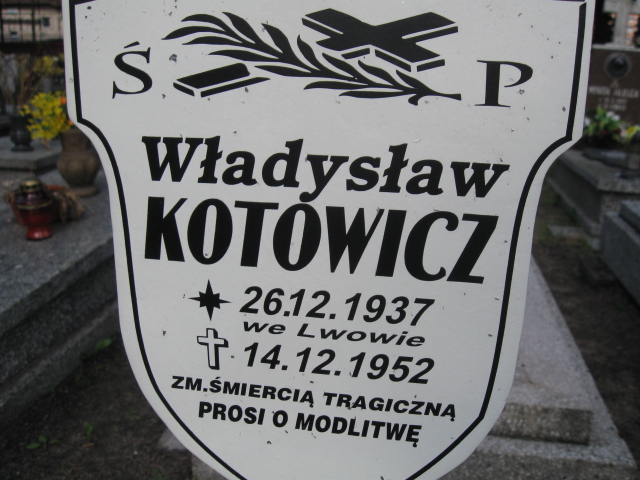 Ś P
Władysław
KOTOWICZ
26.12.1937
we Lwowie
14.12.1952
ZM.ŚMIERCIĄ TRAGICZNĄ
PROSI O MODLITWĘ